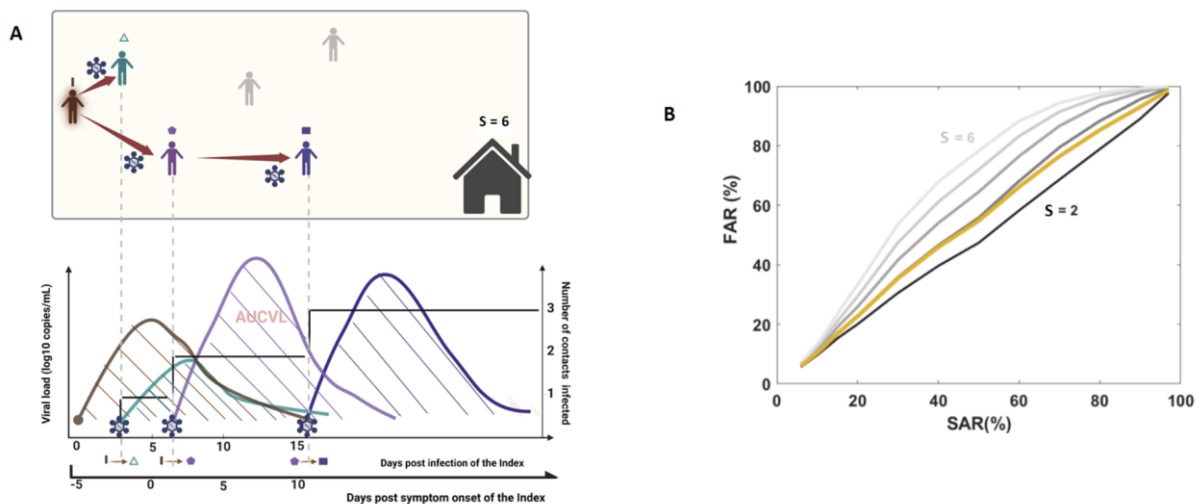 A
I
S = 6
Viral load (log10 copies/mL)
AUCVL
Number of contacts infected
3
2
1
0
5
10
15
I
I
Days post infection of the Index
-5
0
5
10
Days post symptom onset of the Index
B
FAR (%)
100
80
60
40
20
0
S = 6
S = 2
0
20
40
60
80
100
SAR(%)